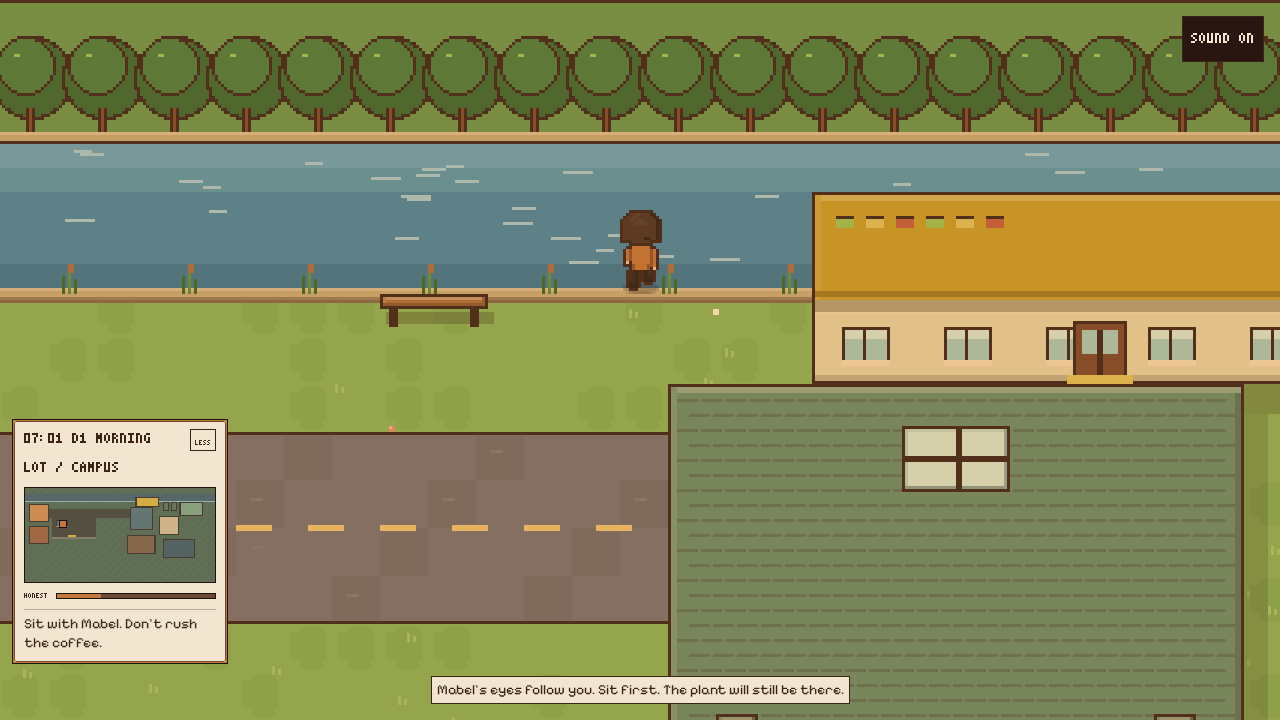 SOUND ON
07:01 D1 MORNING
LESS
LOT / CAMPUS
HONEST
Sit with Mabel. Don't rush
the coffee.
Mabel's eyes follow you. Sit first. The plant will still be there.